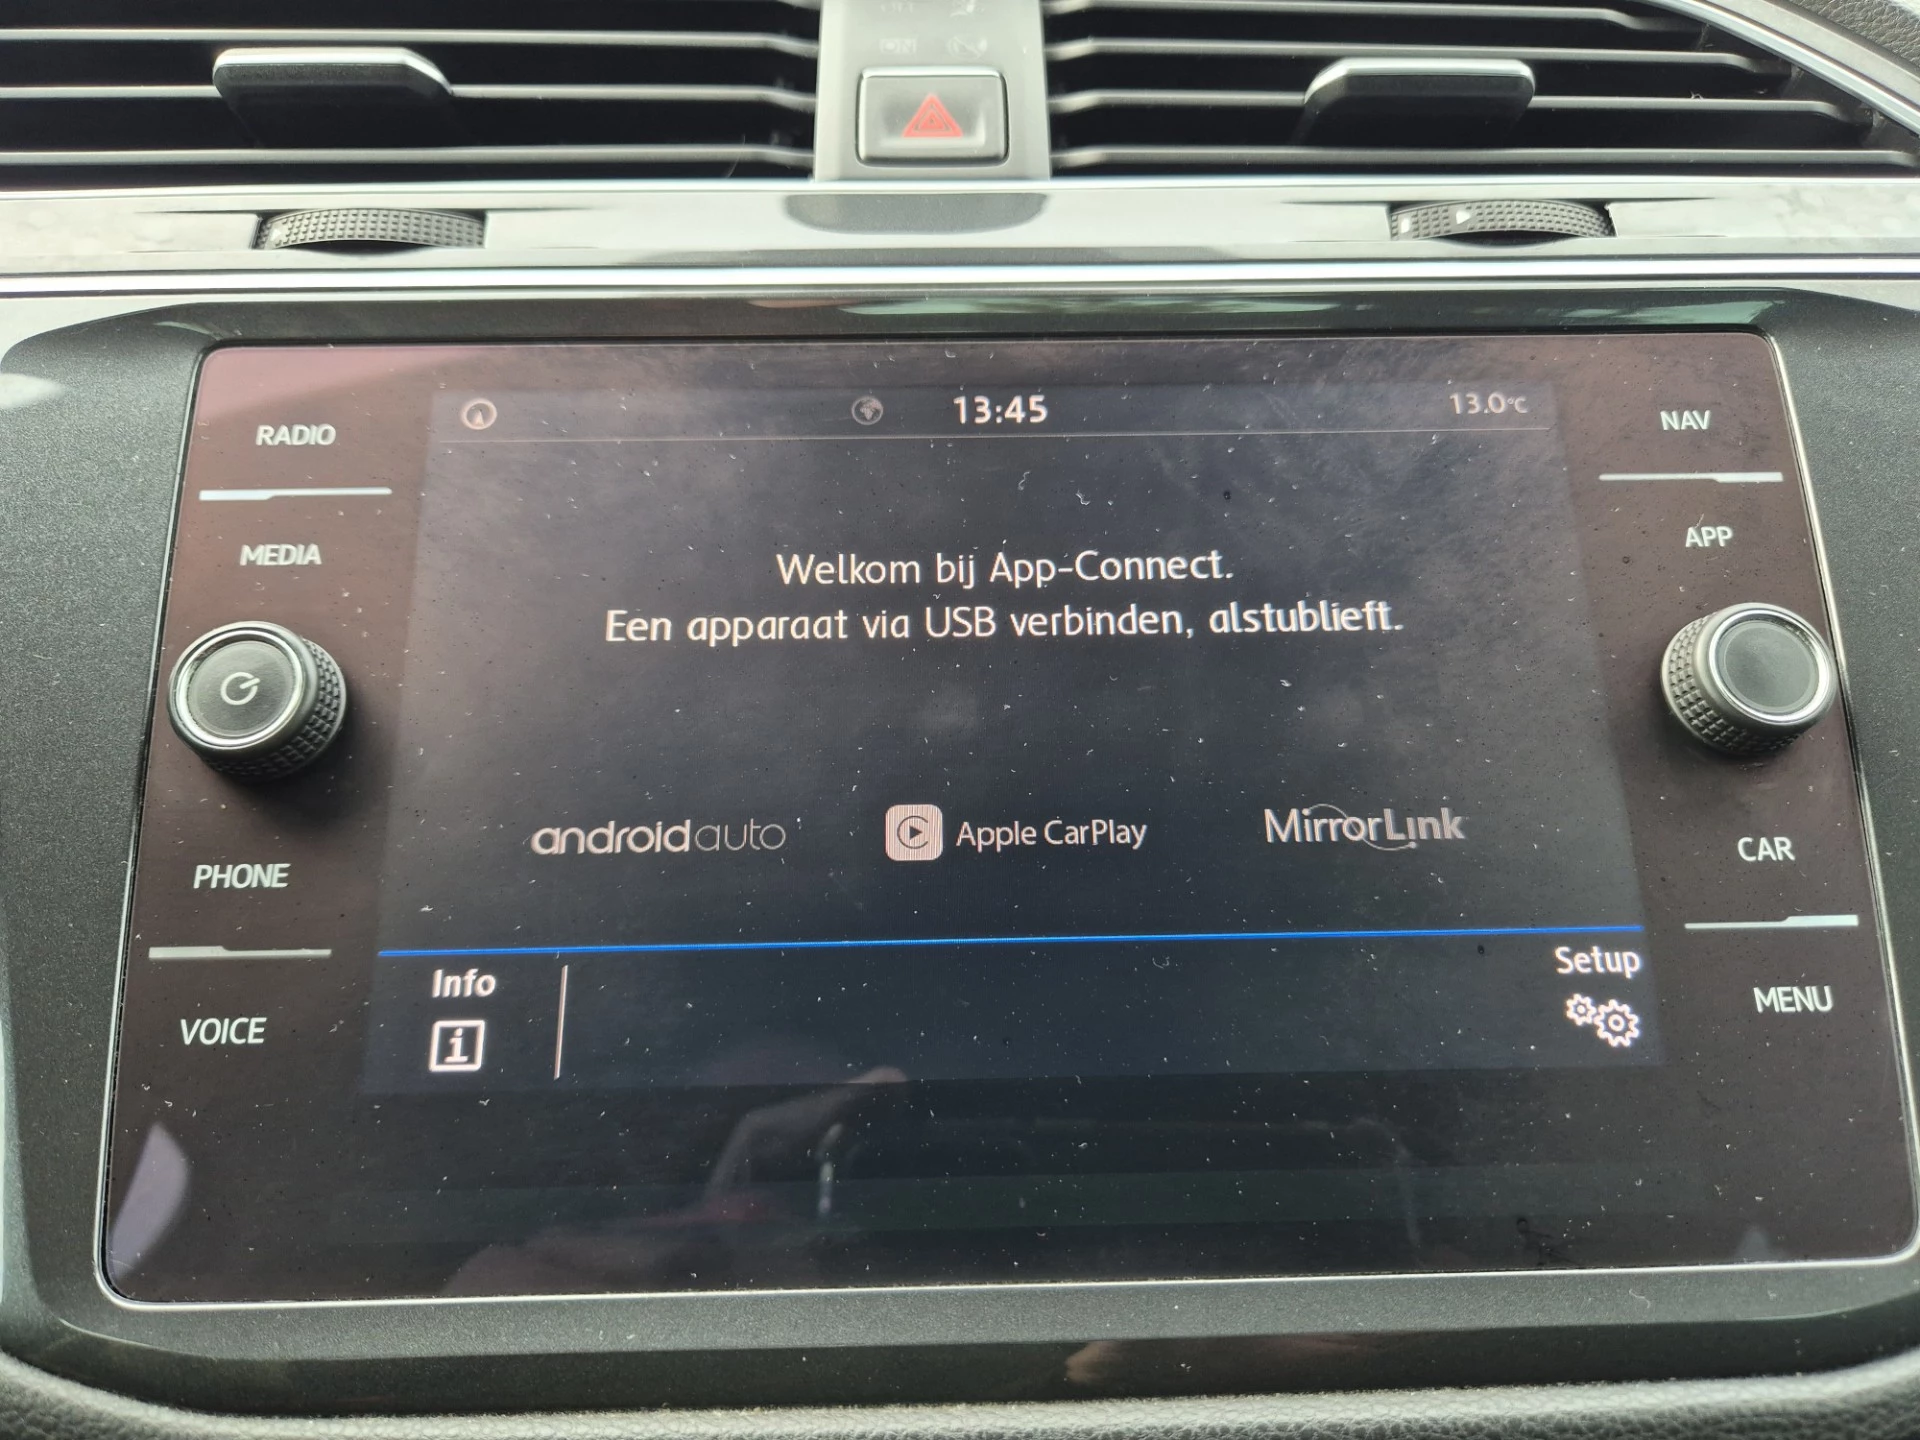 RADIO
MEDIA
PHONE
VOICE
13:45
13.0°C
Welkom bij App-Connect.
Een apparaat via USB verbinden, alstublieft.
androidauto
Apple CarPlay
MirrorLink
Info
i
Setup
NAV
APP
CAR
MENU